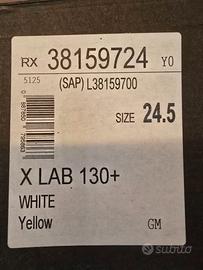 RX 38159724 Y0
5125
(SAP) L38159700
SIZE 24.5
X LAB 130+
WHITE
Yellow GM
subito